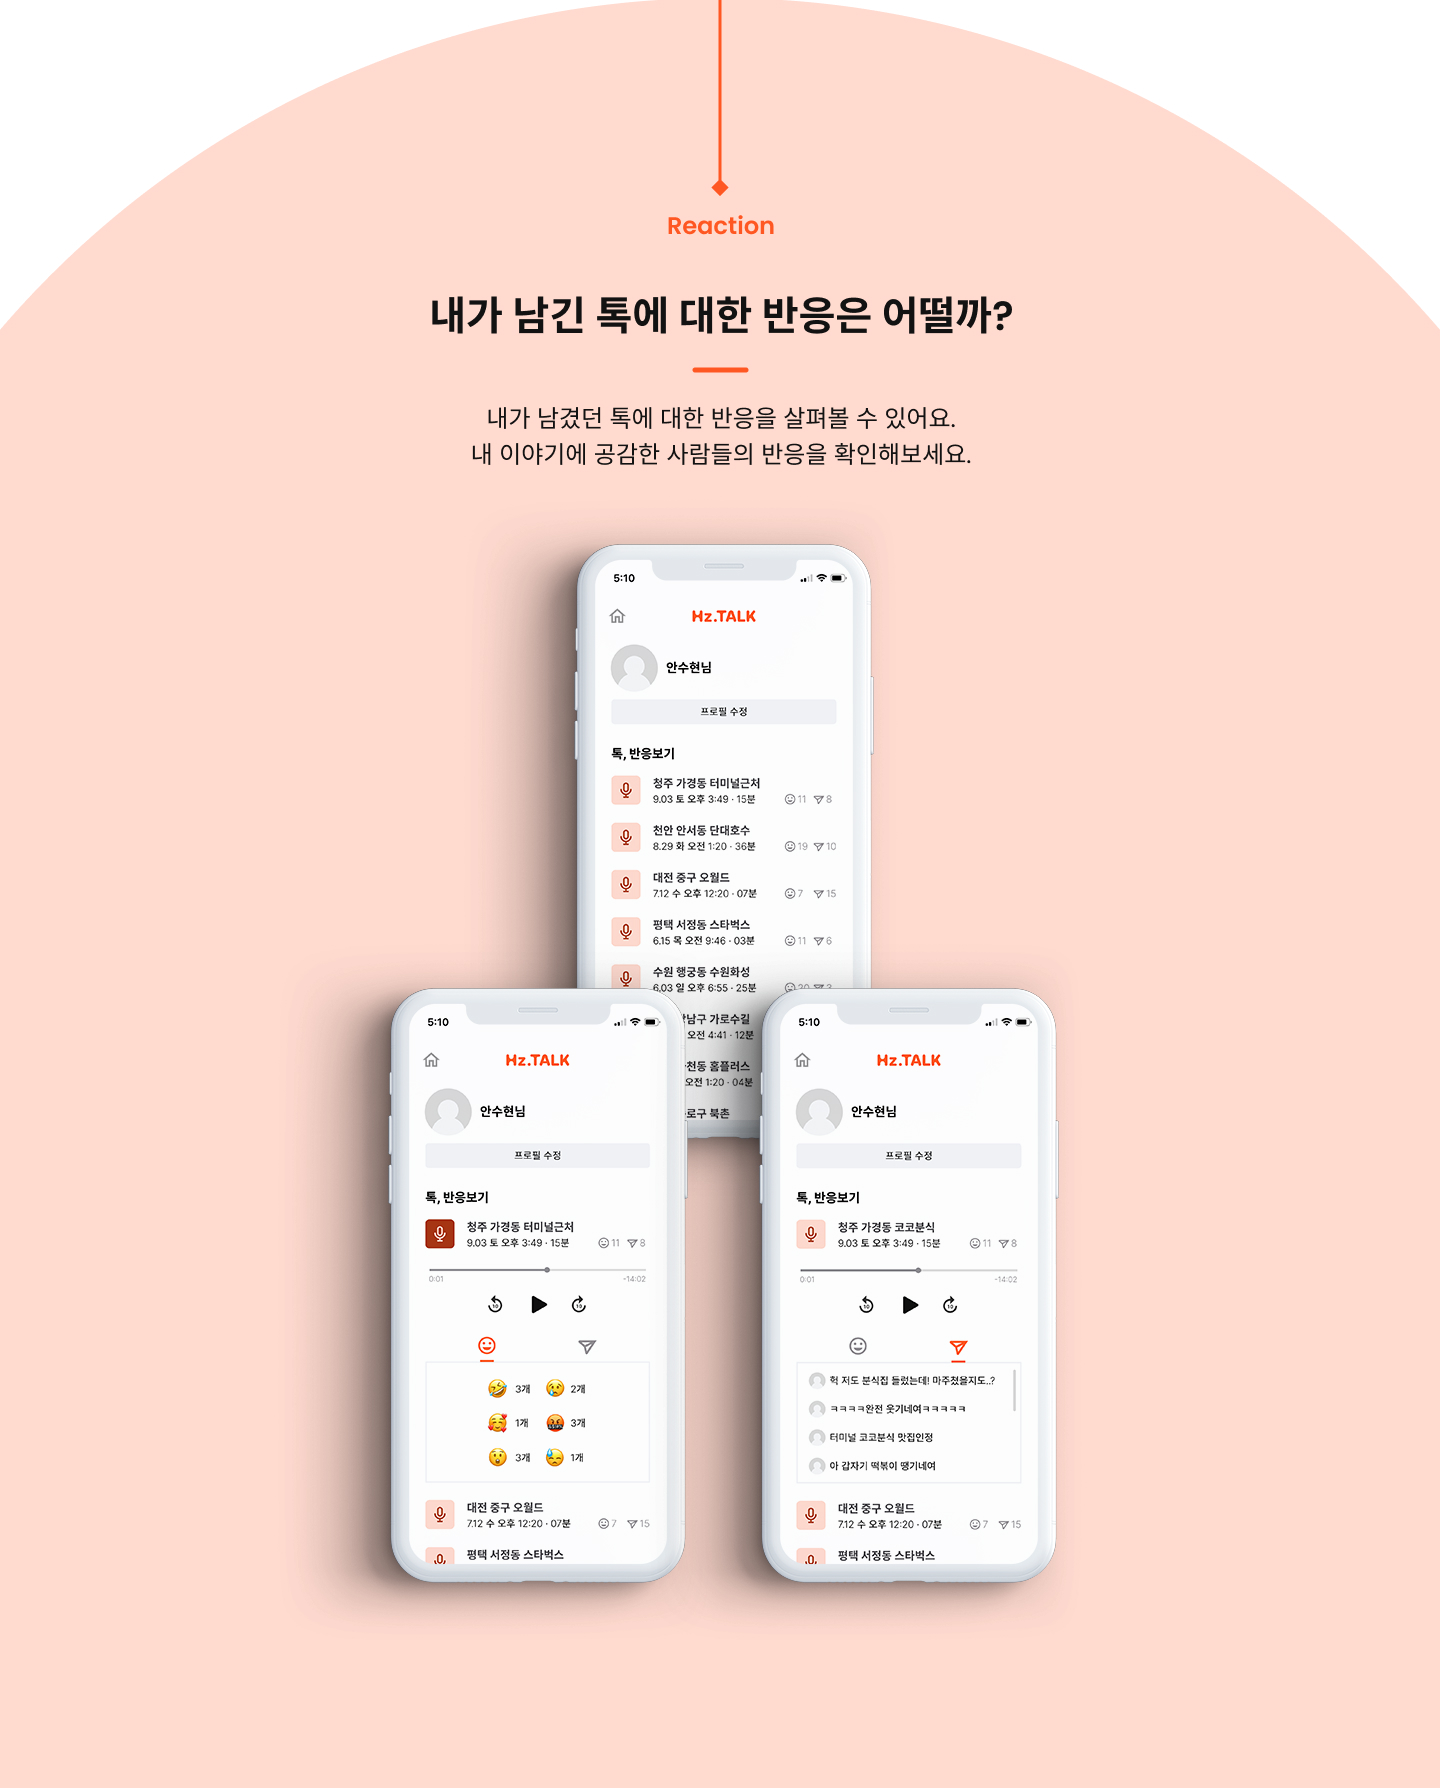 Reaction
내가 남긴 톡에 대한 반응은 어떨까?
내가 남겼던 톡에 대한 반응을 살펴볼 수 있어요.
내 이야기에 공감한 사람들의 반응을 확인해보세요.
5:10
Hz.TALK
안수현님
프로필 수정
톡, 반응보기
청주 가경동 터미널근처
9.03 토 오후 3:49 · 15분 11 8
천안 안서동 단대호수
8.29 화 오전 1:20 · 36분 19 10
대전 중구 오월드
7.12 수 오후 12:20 · 07분 7 15
평택 서정동 스타벅스
6.15 목 오전 9:46 · 03분 11 6
수원 행궁동 수원화성
6.03 일 오후 6:55 · 25분
가로수길
오전 4:41 · 12분
홈플러스
오전 1:20 · 04분
북촌
5:10
Hz.TALK
안수현님
프로필 수정
톡, 반응보기
청주 가경동 터미널근처
9.03 토 오후 3:49 · 15분 11 8
0:01 -14:02
10 10
3개 2개
1개 3개
3개 1개
대전 중구 오월드
7.12 수 오후 12:20 · 07분 7 15
평택 서정동 스타벅스
5:10
Hz.TALK
안수현님
프로필 수정
톡, 반응보기
청주 가경동 코코분식
9.03 토 오후 3:49 · 15분 11 8
0:01 -14:02
10 10
헉 저도 분식집 들렀는데! 마주쳤을지도..?
ㅋㅋㅋㅋ완전 웃기네여ㅋㅋㅋㅋㅋ
터미널 코코분식 맛집인정
아 갑자기 떡볶이 땡기네여
대전 중구 오월드
7.12 수 오후 12:20 · 07분 7 15
평택 서정동 스타벅스